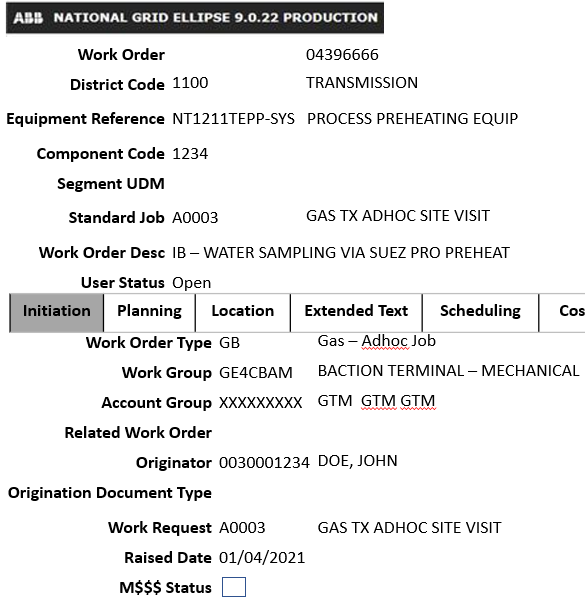 ABB NATIONAL GRID ELLIPSE 9.0.22 PRODUCTION
Work Order 04396666
District Code 1100 TRANSMISSION
Equipment Reference NT1211TEPP-SYS PROCESS PREHEATING EQUIP
Component Code 1234
Segment UDM
Standard Job A0003 GAS TX ADHOC SITE VISIT
Work Order Desc IB – WATER SAMPLING VIA SUEZ PRO PREHEAT
User Status Open
Initiation Planning Location Extended Text Scheduling Cos
Work Order Type GB Gas – Adhoc Job
Work Group GE4CBAM BACTION TERMINAL – MECHANICAL
Account Group XXXXXXXXX GTM GTM GTM
Related Work Order
Originator 0030001234 DOE, JOHN
Origination Document Type
Work Request A0003 GAS TX ADHOC SITE VISIT
Raised Date 01/04/2021
M$$$ Status